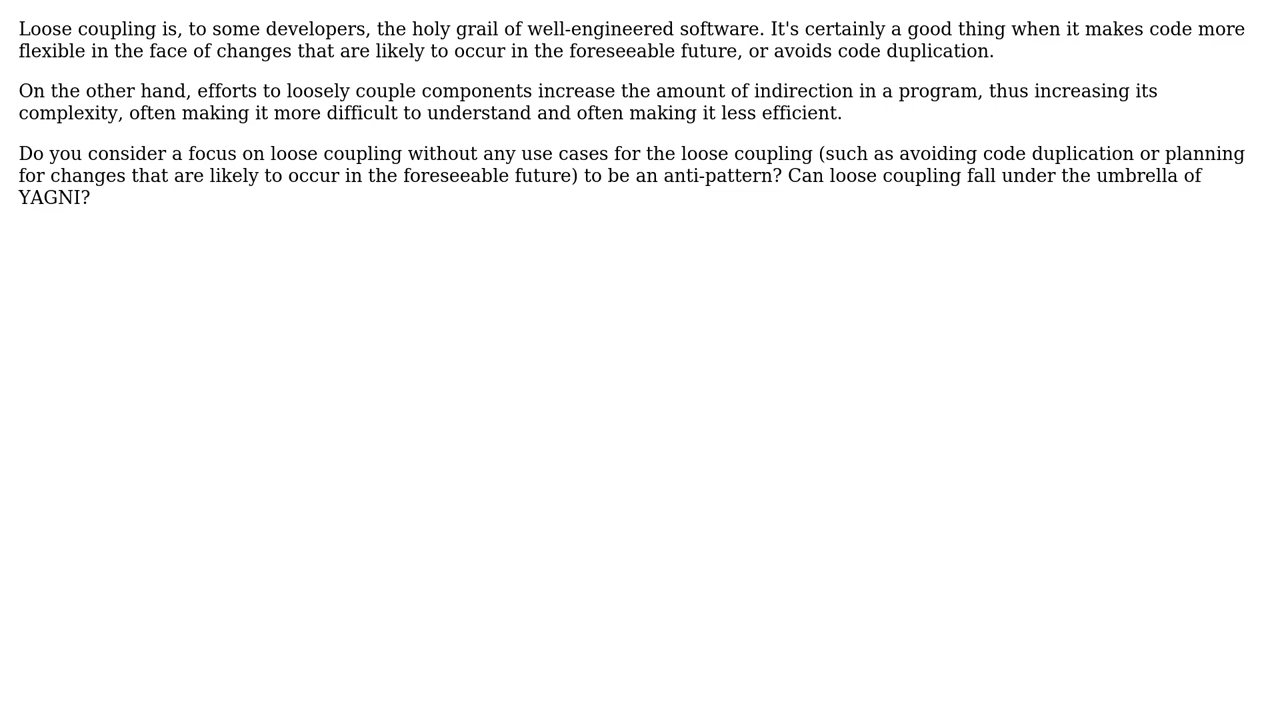 Loose coupling is, to some developers, the holy grail of well-engineered software. It's certainly a good thing when it makes code more
flexible in the face of changes that are likely to occur in the foreseeable future, or avoids code duplication.
On the other hand, efforts to loosely couple components increase the amount of indirection in a program, thus increasing its
complexity, often making it more difficult to understand and often making it less efficient.
Do you consider a focus on loose coupling without any use cases for the loose coupling (such as avoiding code duplication or planning
for changes that are likely to occur in the foreseeable future) to be an anti-pattern? Can loose coupling fall under the umbrella of
YAGNI?